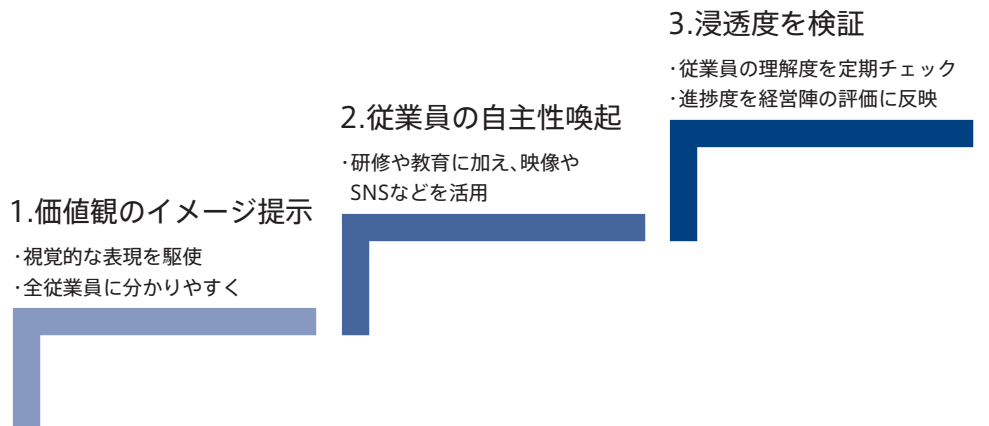 1.価値観のイメージ提示
・視覚的な表現を駆使
・全従業員に分かりやすく
2.従業員の自主性喚起
・研修や教育に加え、映像や
SNSなどを活用
3.浸透度を検証
・従業員の理解度を定期チェック
・進捗度を経営陣の評価に反映